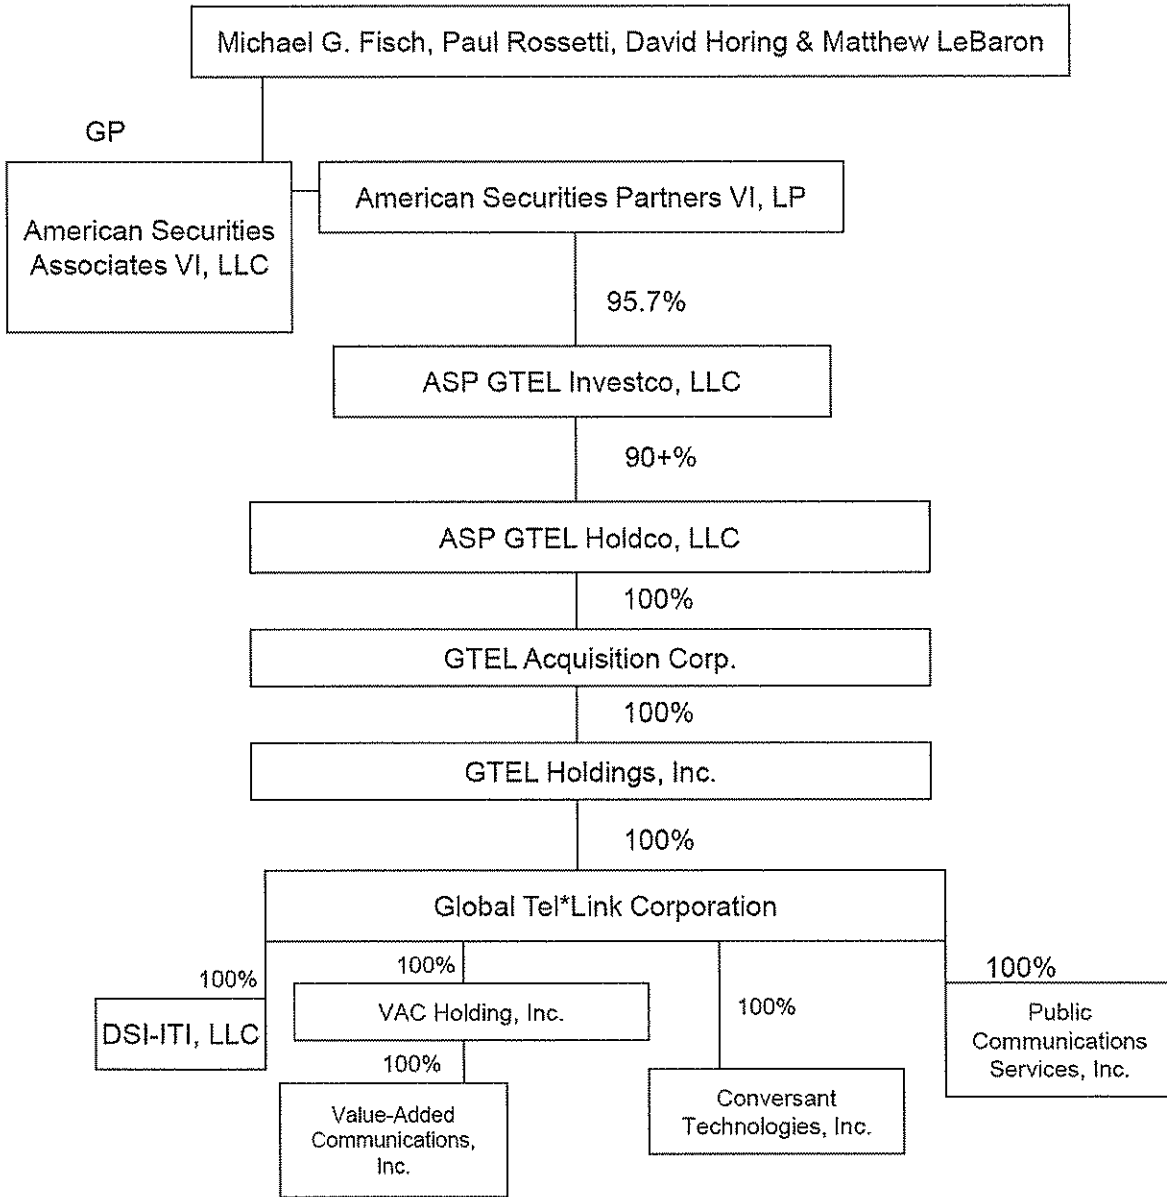 Michael G. Fisch, Paul Rossetti, David Horing & Matthew LeBaron
GP
American Securities
Associates VI, LLC
American Securities Partners VI, LP
95.7%
ASP GTEL Investco, LLC
90+%
ASP GTEL Holdco, LLC
100%
GTEL Acquisition Corp.
100%
GTEL Holdings, Inc.
100%
Global Tel*Link Corporation
100%
DSI-ITI, LLC
100%
VAC Holding, Inc.
100%
Value-Added
Communications,
Inc.
100%
Conversant
Technologies, Inc.
100%
Public
Communications
Services, Inc.